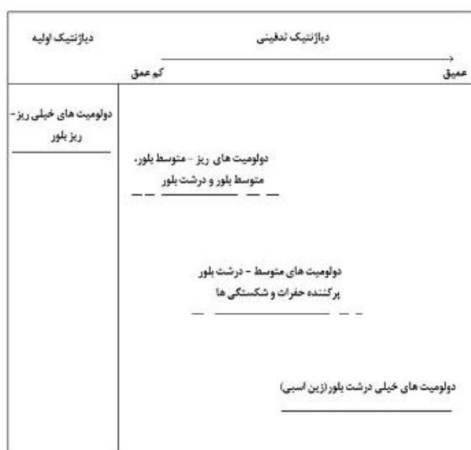 دیاژنتیک اولیه
دیاژنتیک تدفینی
کم عمق
عمیق
دولومیت های خیلی ریز-
ریز بلور
دولومیت های ریز - متوسط بلور،
متوسط بلور و درشت بلور
دولومیت های متوسط - درشت بلور
پرکننده حفرات و شکستگی ها
دولومیت های خیلی درشت بلور(زین اسبی)